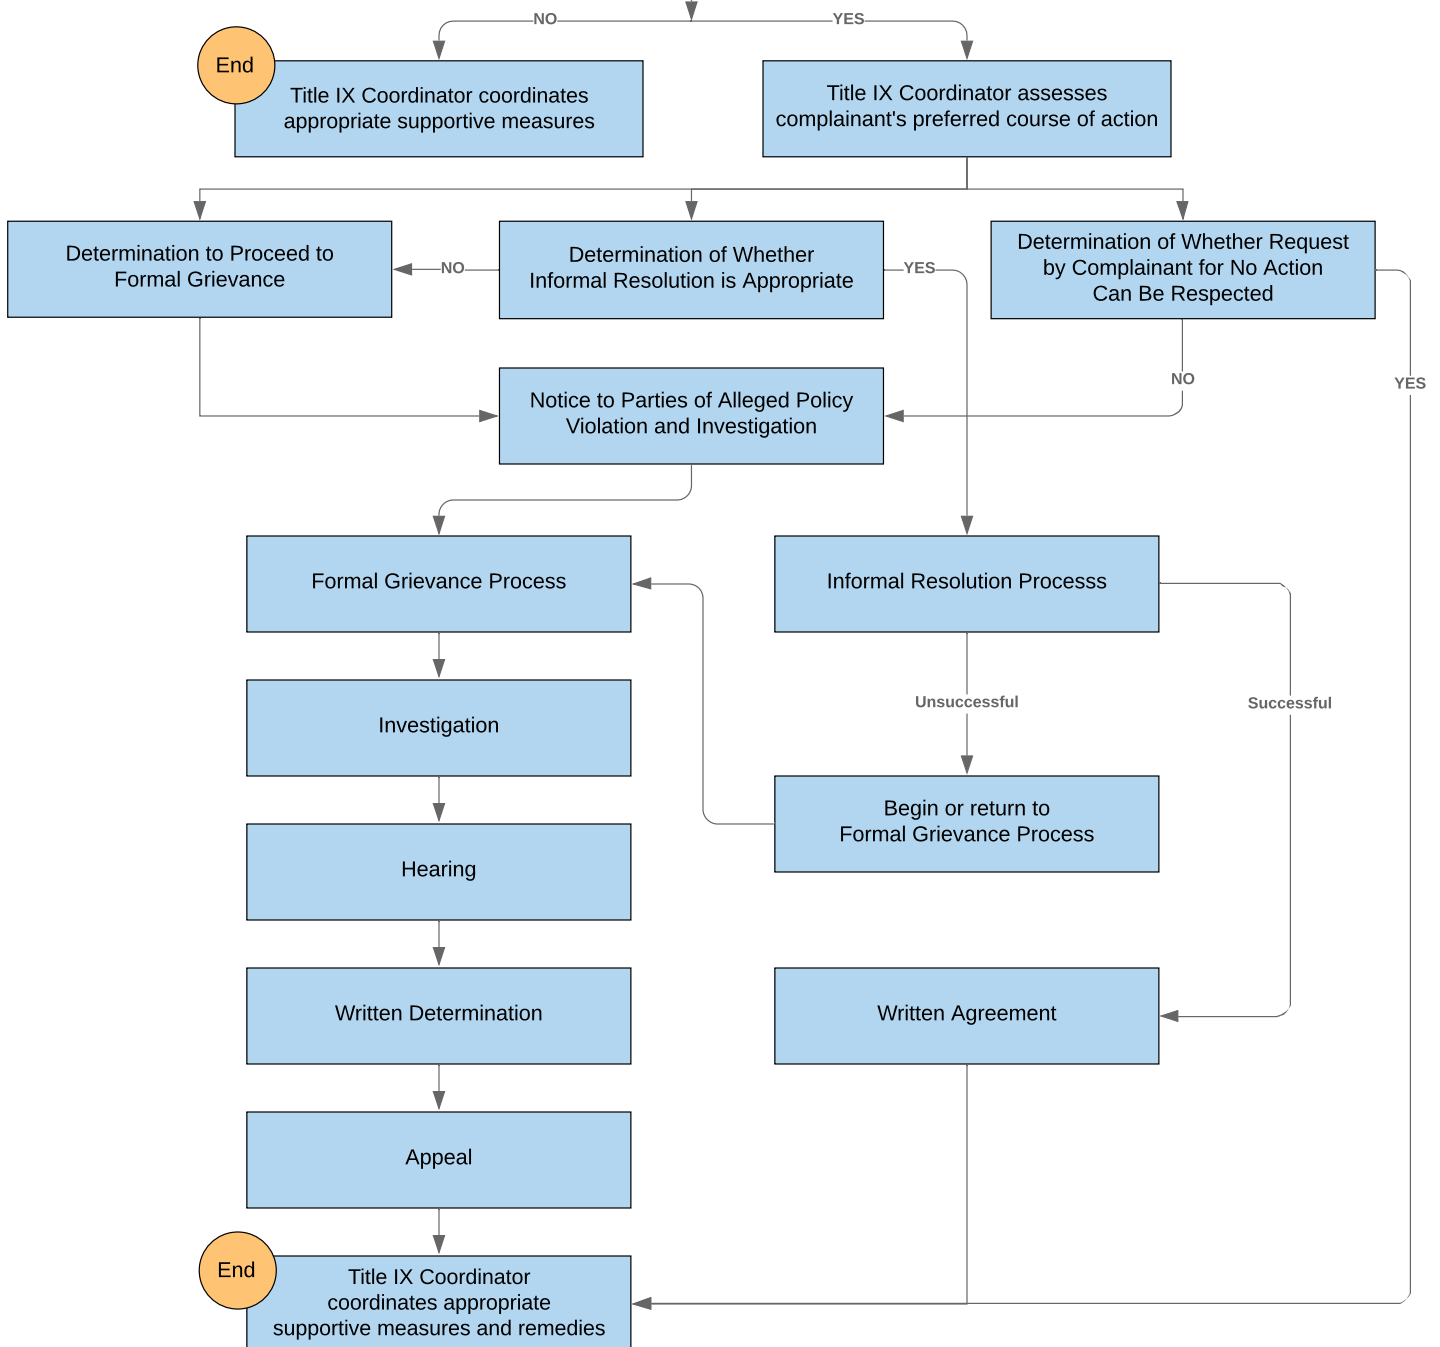 NO
YES
End
Title IX Coordinator coordinates
appropriate supportive measures
Title IX Coordinator assesses
complainant's preferred course of action
Determination to Proceed to
Formal Grievance
NO
Determination of Whether
Informal Resolution is Appropriate
YES
Determination of Whether Request
by Complainant for No Action
Can Be Respected
NO
YES
Notice to Parties of Alleged Policy
Violation and Investigation
Formal Grievance Process
Informal Resolution Processs
Investigation
Unsuccessful
Successful
Begin or return to
Formal Grievance Process
Hearing
Written Determination
Written Agreement
Appeal
End
Title IX Coordinator
coordinates appropriate
supportive measures and remedies